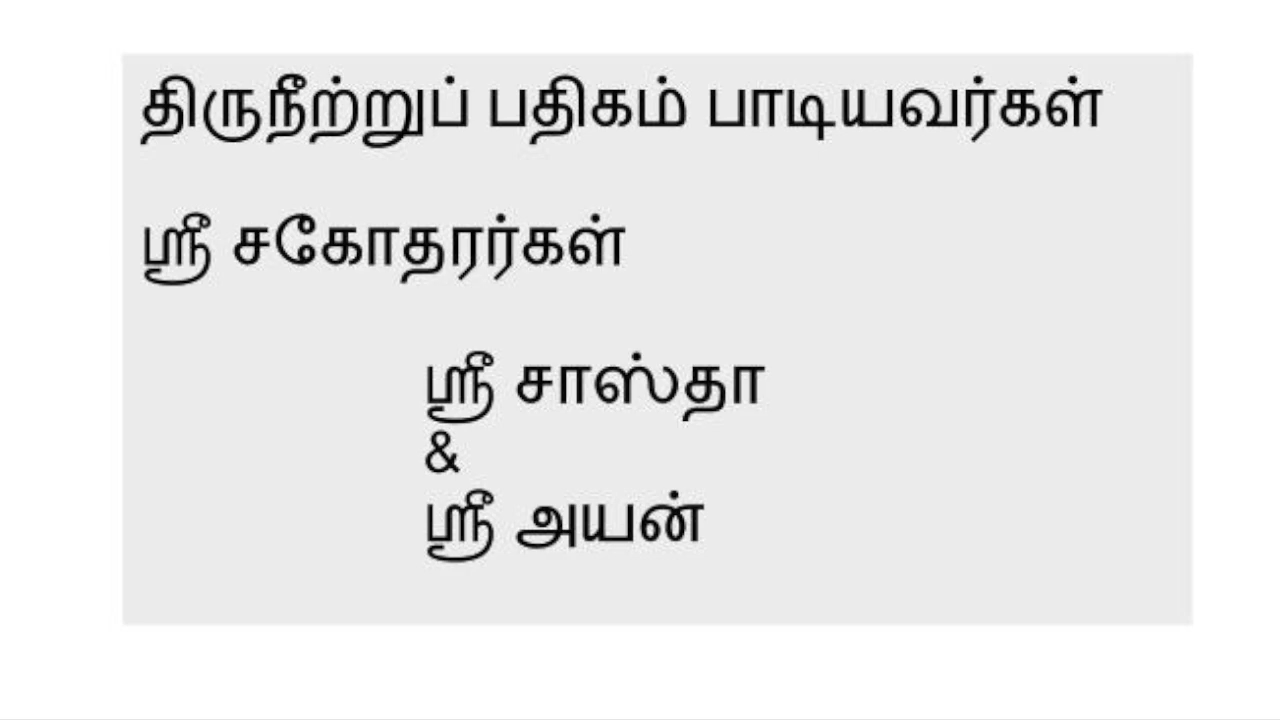 திருநீற்றுப் பதிகம் பாடியவர்கள்
ஸ்ரீ சகோதரர்கள்
ஸ்ரீ சாஸ்தா
&
ஸ்ரீ அயன்